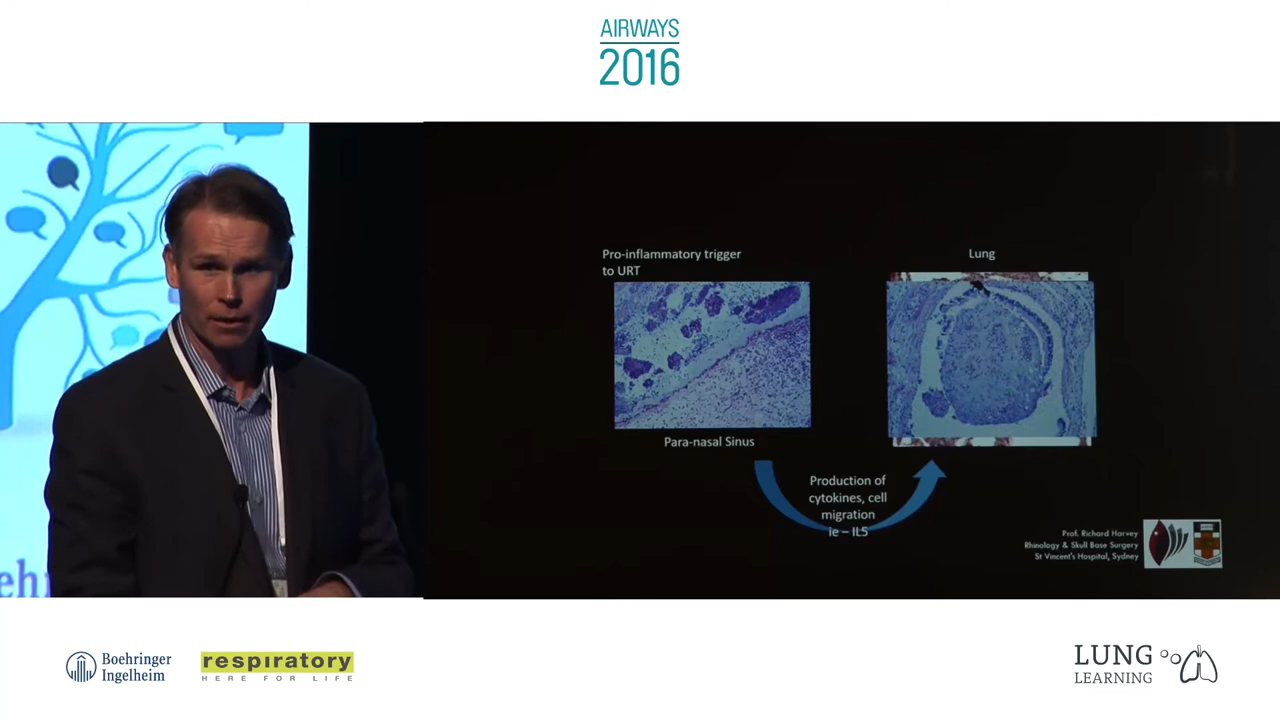 AIRWAYS
2016
Pro-inflammatory trigger
to URT
Lung
Para-nasal Sinus
Production of
cytokines, cell
migration
ie – IL5
Prof. Richard Harvey
Rhinology & Skull Base Surgery
St Vincent's Hospital, Sydney
Boehringer
Ingelheim
respiratory
HERE FOR LIFE
LUNG
LEARNING